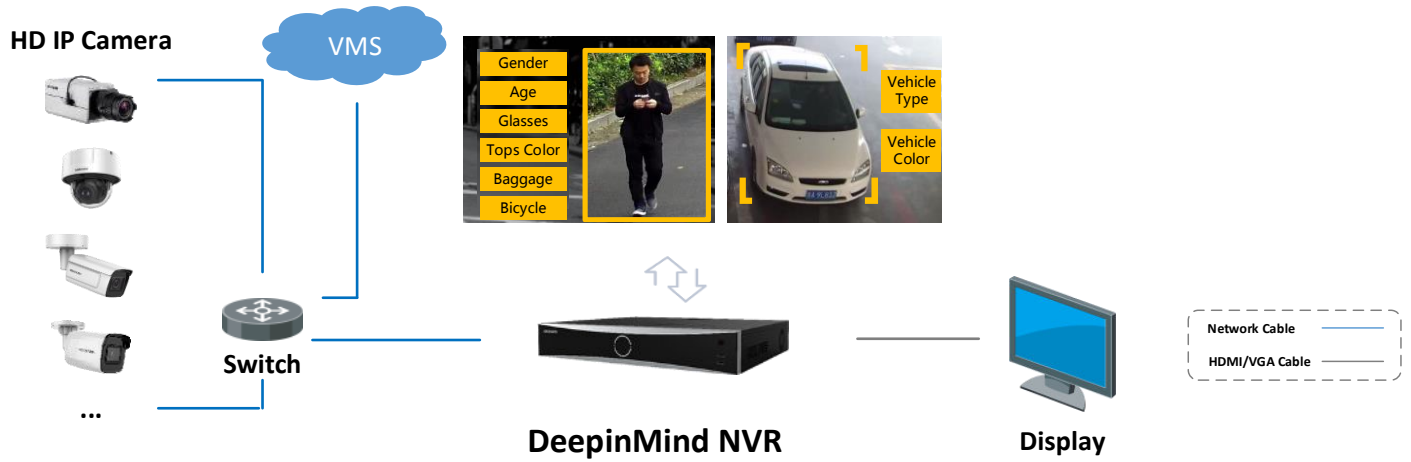 HD IP Camera
VMS
Gender
Age
Glasses
Tops Color
Baggage
Bicycle
Vehicle
Type
Vehicle
Color
Switch
...
DeepinMind NVR
Display
Network Cable
HDMI/VGA Cable